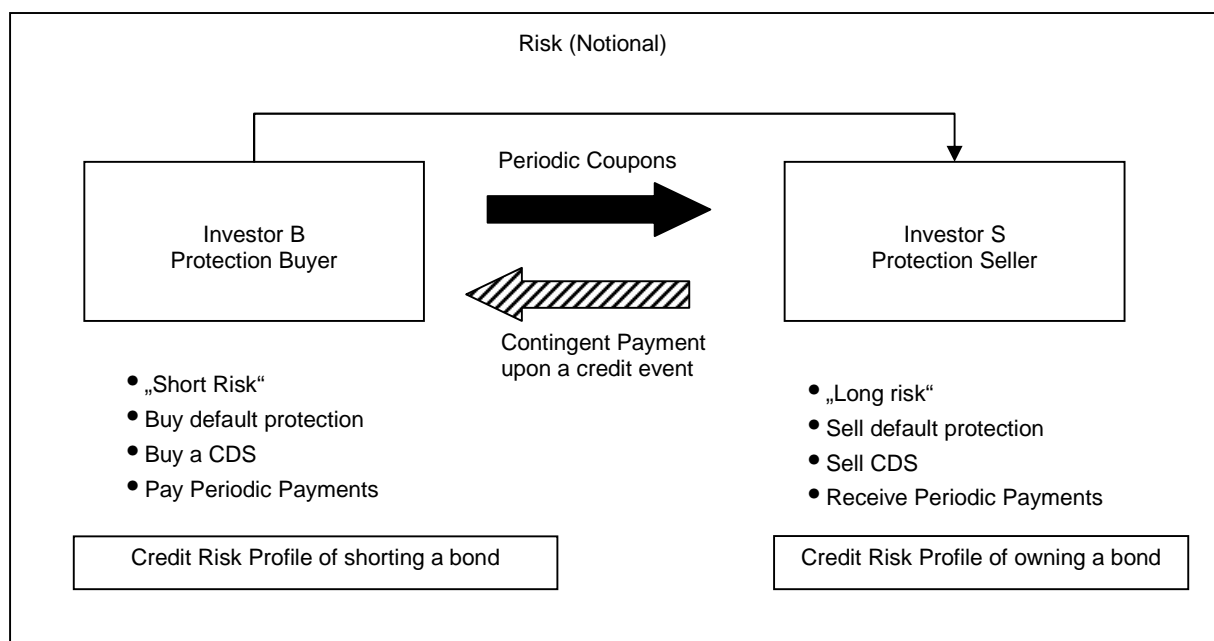 Risk (Notional)
Periodic Coupons
Investor B
Protection Buyer
Investor S
Protection Seller
Contingent Payment
upon a credit event
• „Short Risk“
• Buy default protection
• Buy a CDS
• Pay Periodic Payments
• „Long risk“
• Sell default protection
• Sell CDS
• Receive Periodic Payments
Credit Risk Profile of shorting a bond
Credit Risk Profile of owning a bond